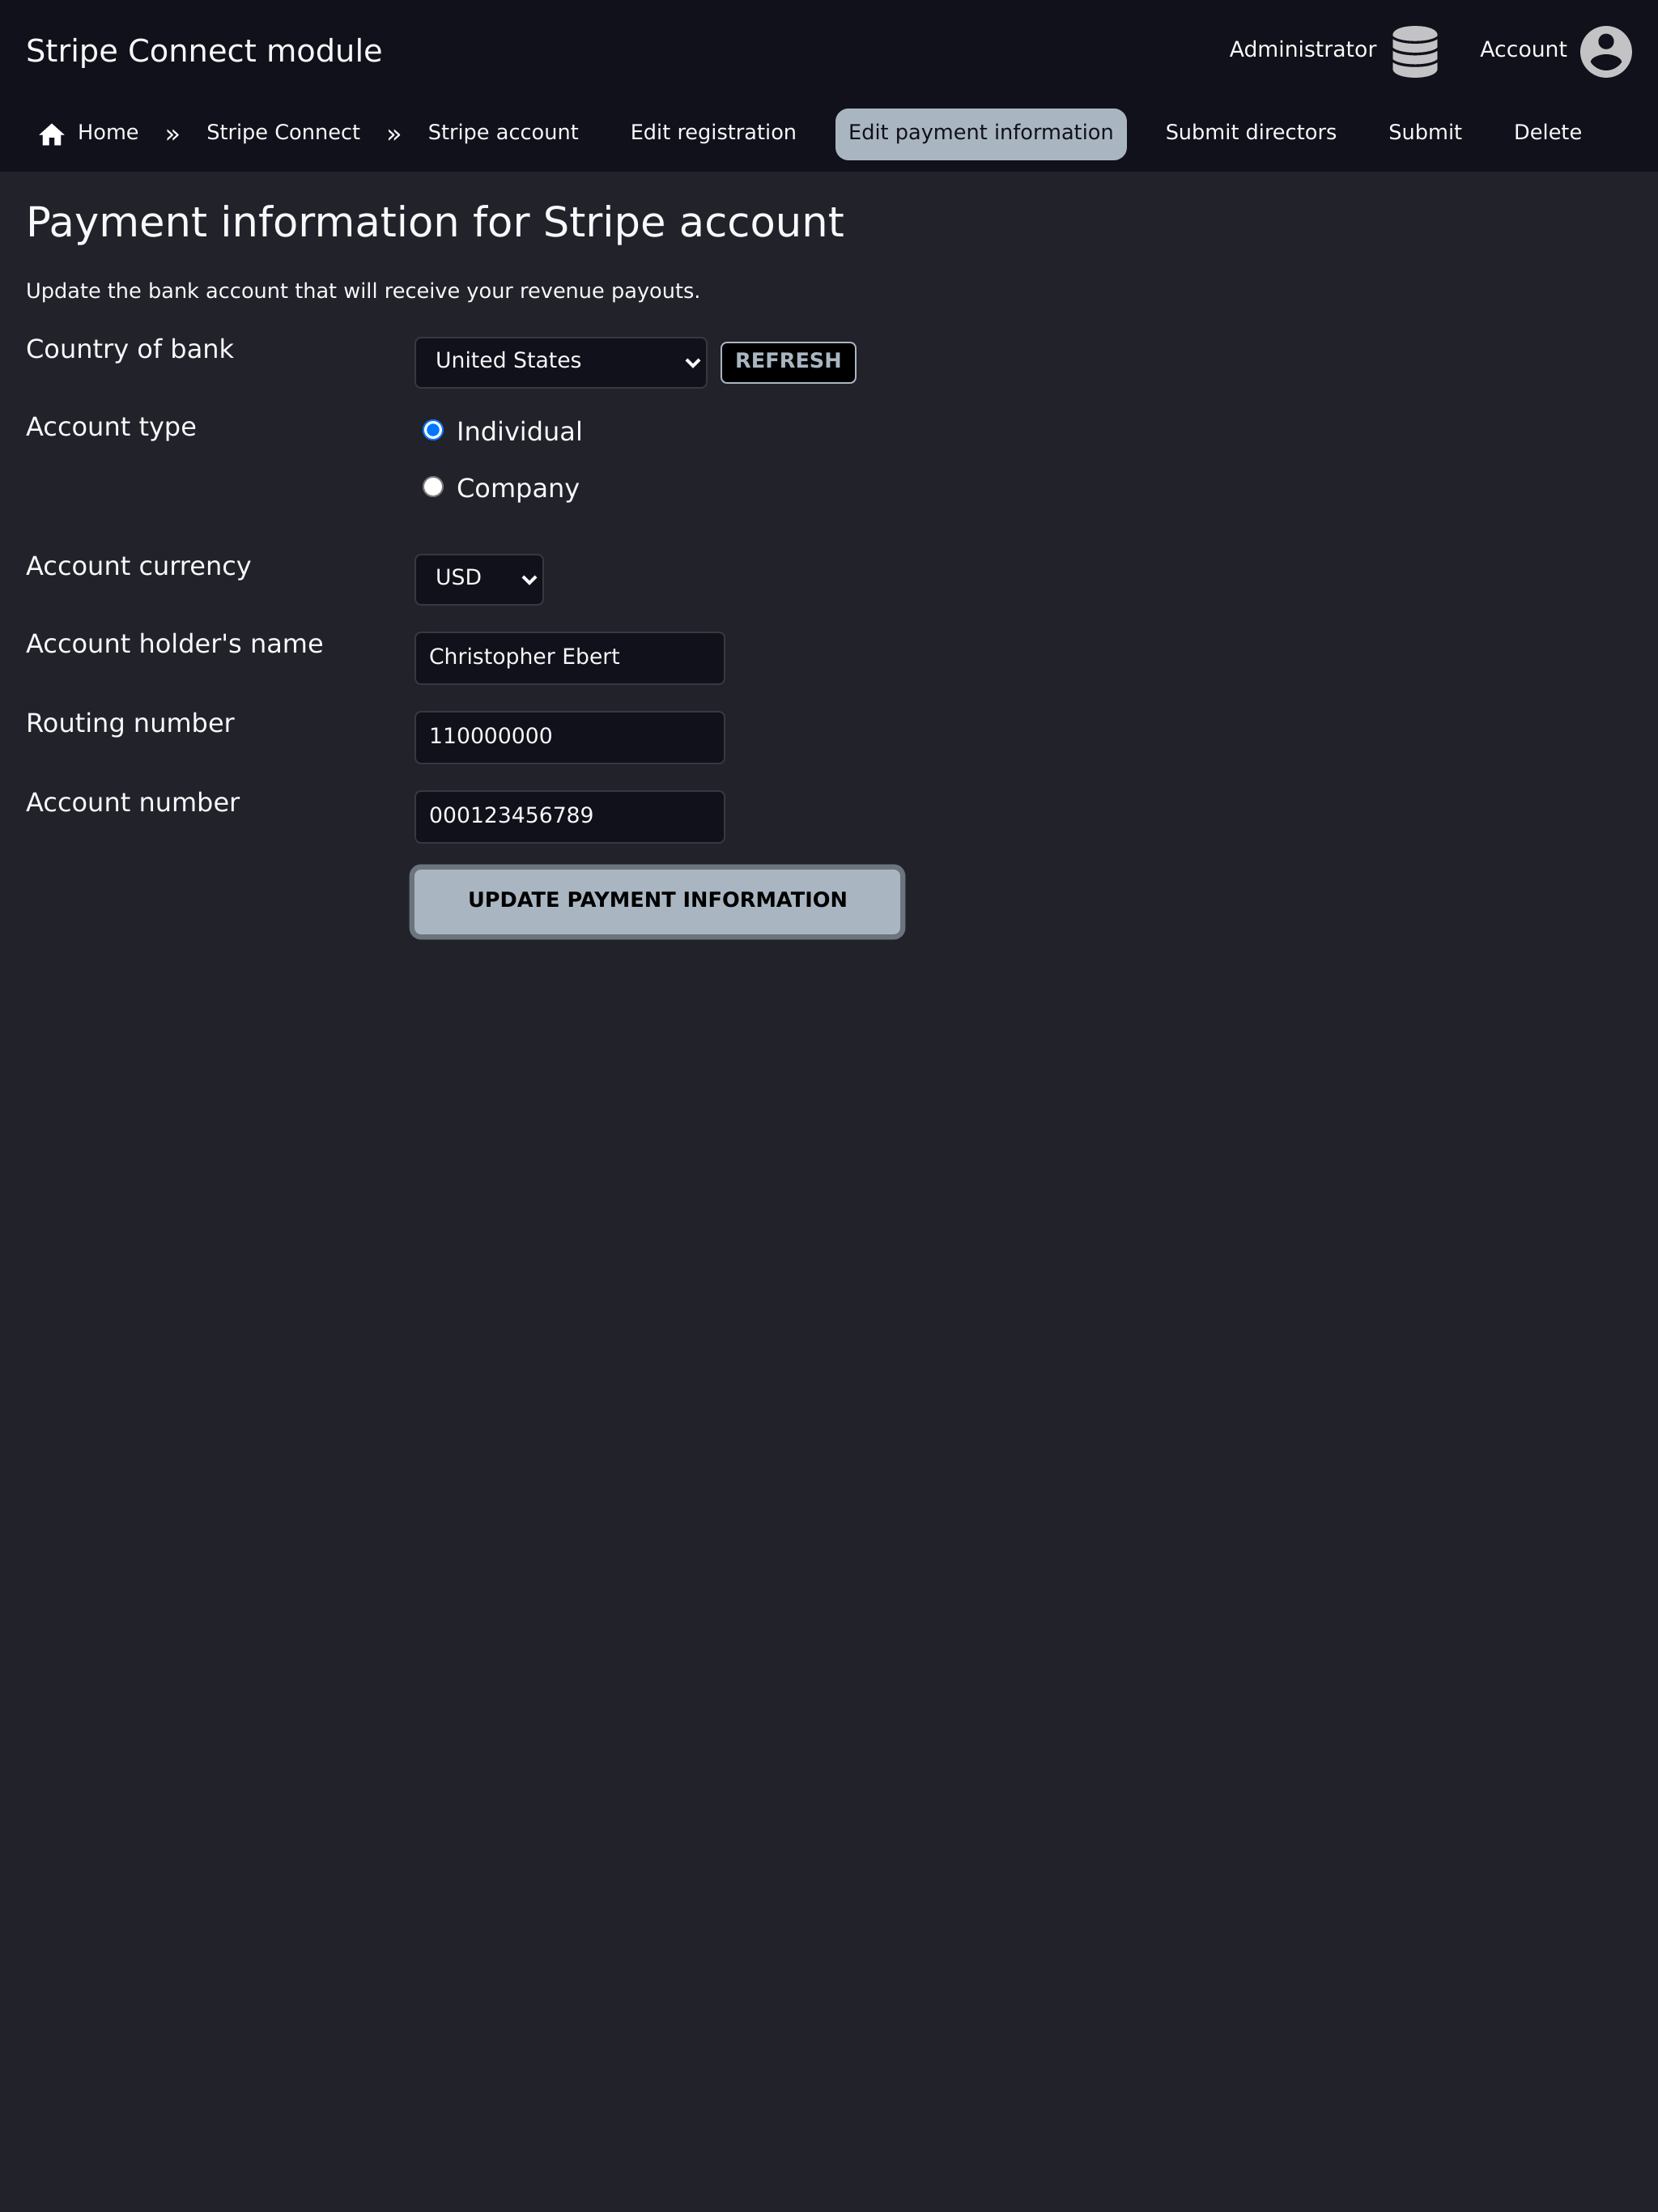 Stripe Connect module
Administrator
Account
Home » Stripe Connect » Stripe account Edit registration Edit payment information Submit directors Submit Delete
Payment information for Stripe account
Update the bank account that will receive your revenue payouts.
Country of bank United States REFRESH
Account type Individual
Company
Account currency USD
Account holder's name Christopher Ebert
Routing number 110000000
Account number 000123456789
UPDATE PAYMENT INFORMATION